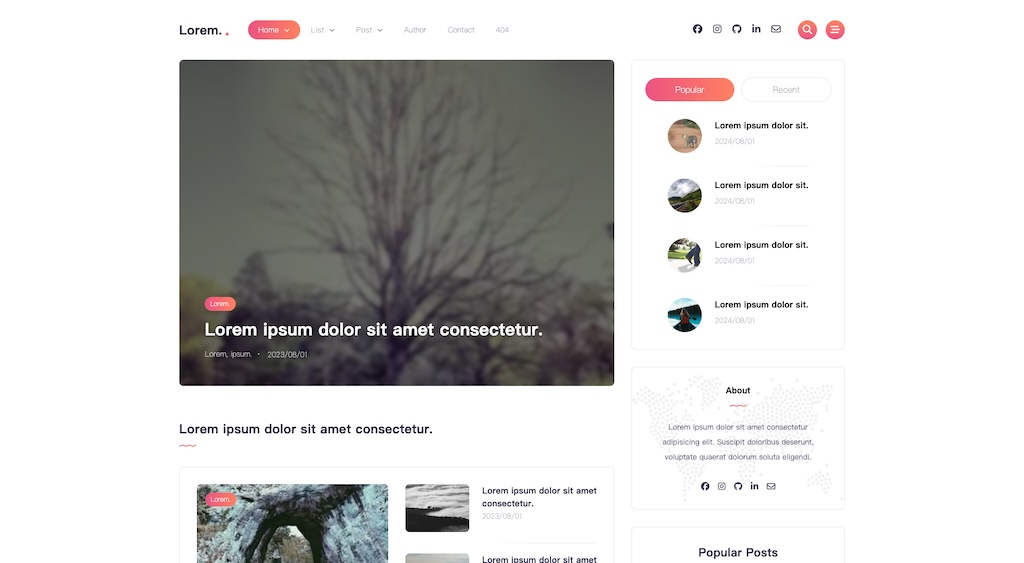 Lorem.
Home List Post Author Contact 404
Lorem.
Lorem ipsum dolor sit amet consectetur.
Lorem, ipsum. · 2023/08/01
Popular Recent
Lorem ipsum dolor sit.
2024/08/01
Lorem ipsum dolor sit.
2024/08/01
Lorem ipsum dolor sit.
2024/08/01
Lorem ipsum dolor sit.
2024/08/01
About
Lorem ipsum dolor sit amet consectetur
adipisicing elit. Suscipit doloribus deserunt,
voluptate quaerat dolorum soluta eligendi.
Lorem ipsum dolor sit amet consectetur.
Lorem.
Lorem ipsum dolor sit amet
consectetur.
2023/08/01
Lorem ipsum dolor sit amet
Popular Posts